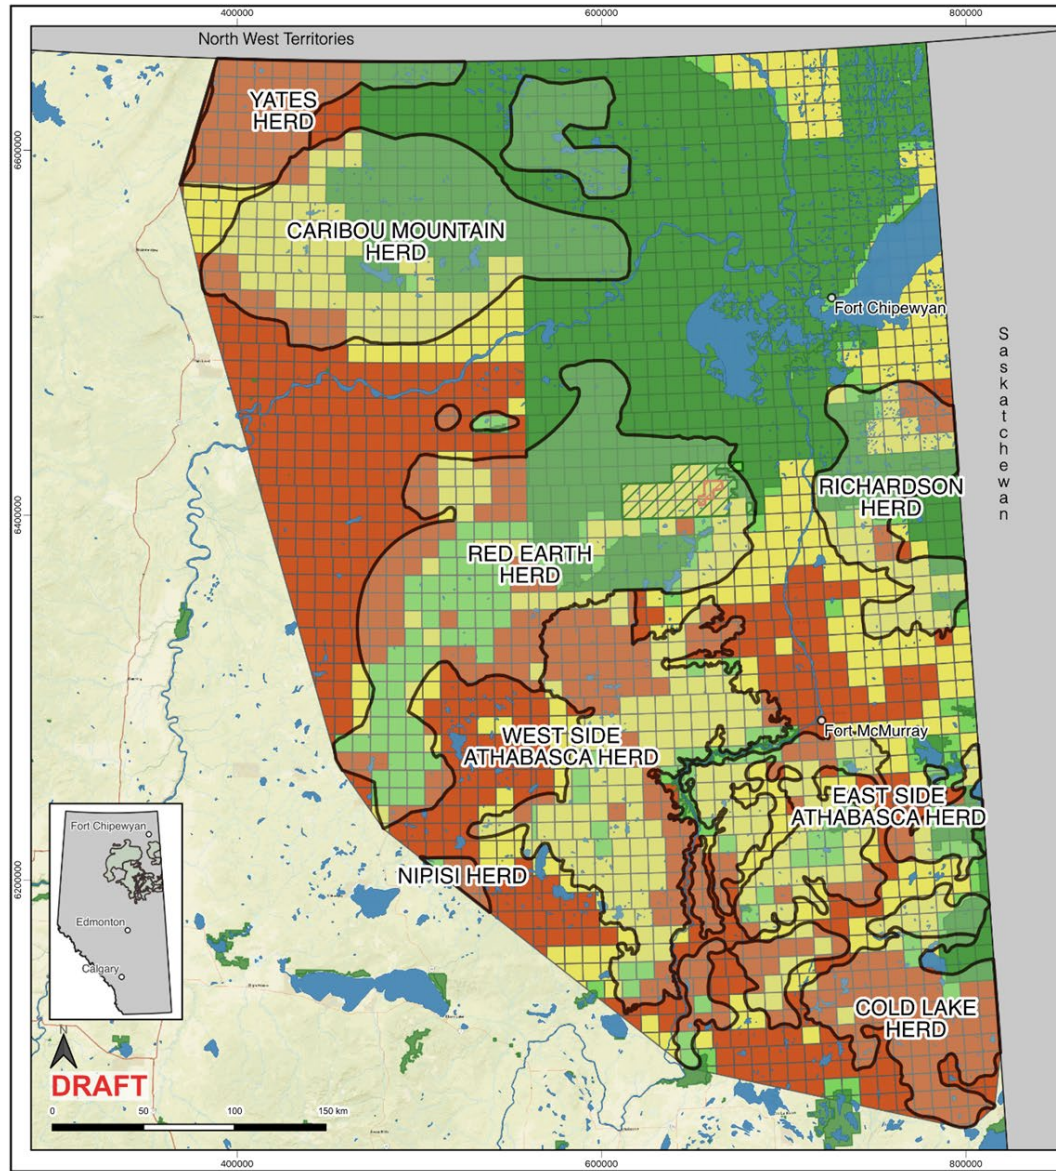 400000
600000
800000
North West Territories
YATES
HERD
6600000
CARIBOU MOUNTAIN
HERD
Fort Chipewyan
Saskatchewan
RICHARDSON
HERD
6400000
RED EARTH
HERD
WEST SIDE
ATHABASCA HERD
Fort McMurray
EAST SIDE
ATHABASCA HERD
NIPISI HERD
6200000
Fort Chipewyan
Edmonton
Calgary
COLD LAKE
HERD
N
DRAFT
0 50 100 150 km
400000
600000
800000